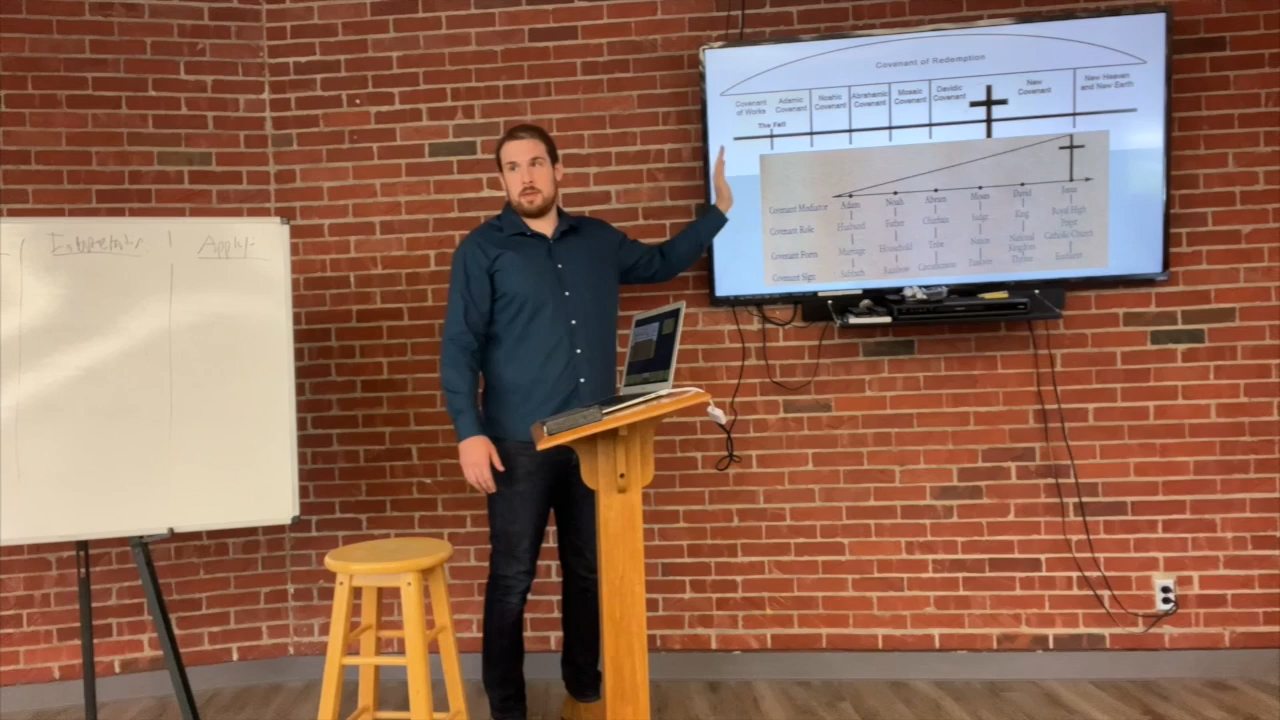 Interpretation Apply
Covenant of Redemption
Covenant of Works
Adamic Covenant
Noahic Covenant
Abrahamic Covenant
Mosaic Covenant
Davidic Covenant
New Covenant
New Heaven and New Earth
The Fall
Covenant Mediator Adam Noah Abram Moses David Jesus
Covenant Role Husband Father Chieftain Judge King Royal High Priest
Covenant Form Marriage Household Tribe Nation National Kingdom Catholic Church
Covenant Sign Sabbath Rainbow Circumcision Passover Throne Eucharist